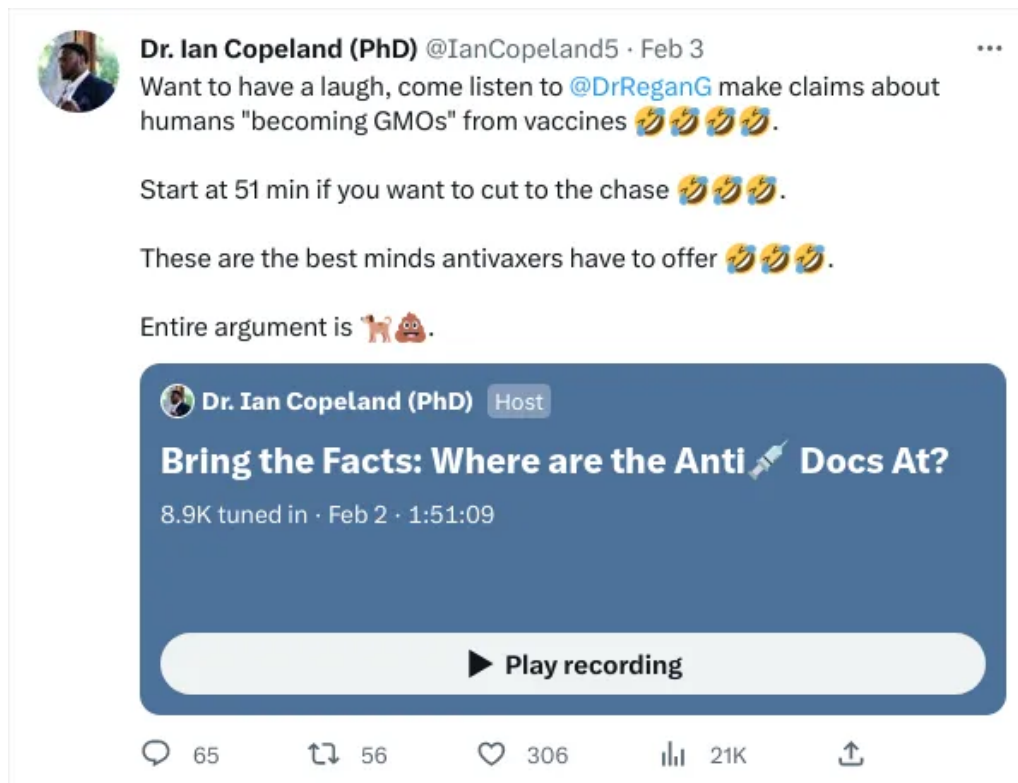 Dr. Ian Copeland (PhD) @IanCopeland5 · Feb 3
Want to have a laugh, come listen to @DrReganG make claims about
humans "becoming GMOs" from vaccines 🤣🤣🤣🤣.
Start at 51 min if you want to cut to the chase 🤣🤣🤣.
These are the best minds antivaxers have to offer 🤣🤣🤣.
Entire argument is 🐕💩.
Dr. Ian Copeland (PhD) Host
Bring the Facts: Where are the Anti💉 Docs At?
8.9K tuned in · Feb 2 · 1:51:09
Play recording
65 56 306 21K